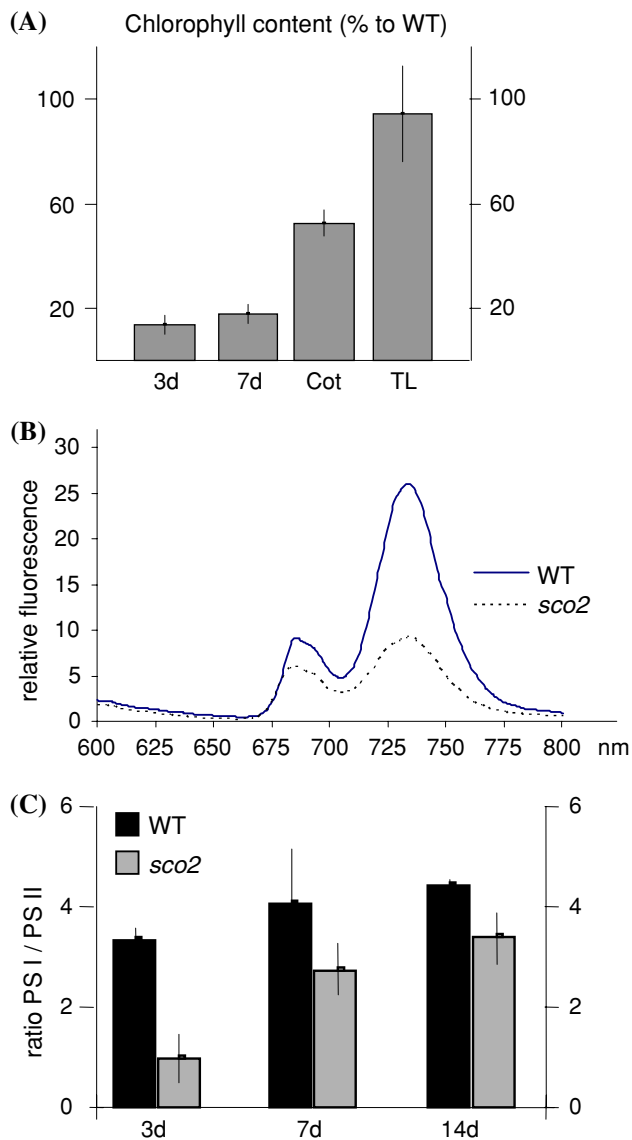 (A)
Chlorophyll content (% to WT)
100 100
60 60
20 20
3d 7d Cot TL
(B)
relative fluorescence
30
25
20
15
10
5
0
WT
sco2
600 625 650 675 700 725 750 775 800 nm
(C)
ratio PS I / PS II
6 6
WT
sco2
4 4
2 2
0 0
3d 7d 14d